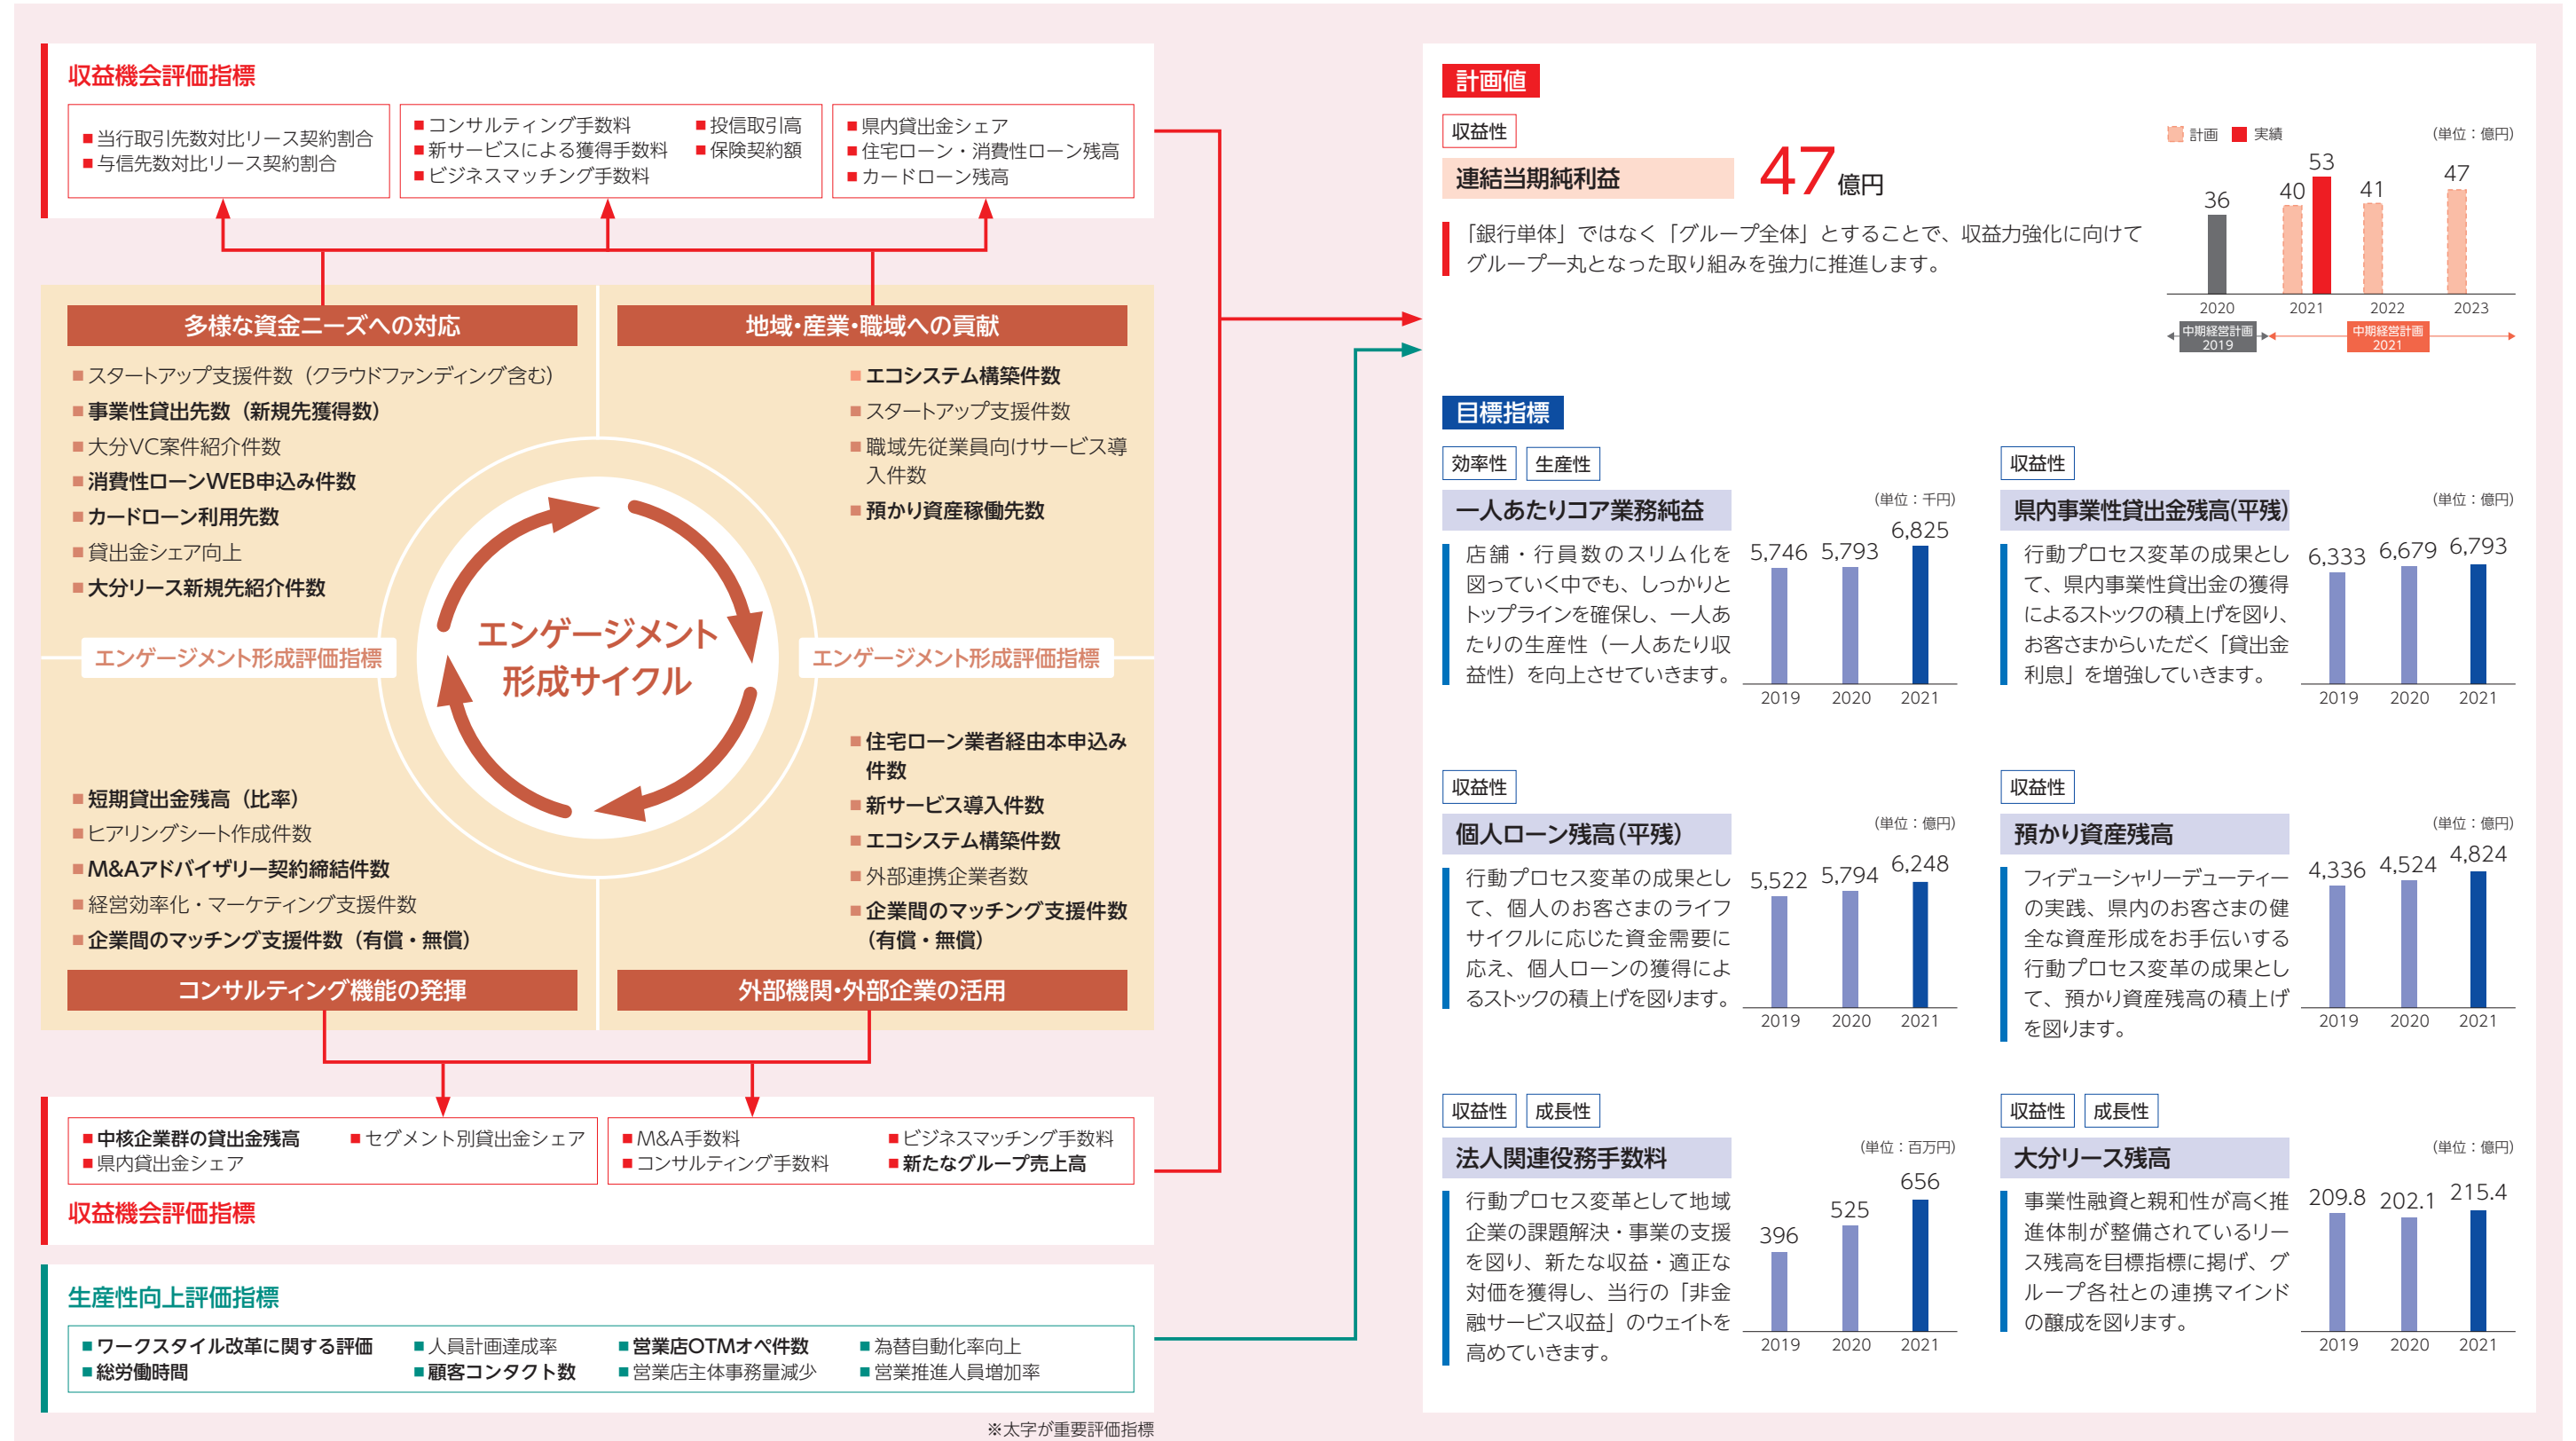 収益機会評価指標
■当行取引先数対比リース契約割合
■与信先数対比リース契約割合
■コンサルティング手数料
■新サービスによる獲得手数料
■ビジネスマッチング手数料
■投信取引高
■保険契約額
■県内貸出金シェア
■住宅ローン・消費性ローン残高
■カードローン残高
多様な資金ニーズへの対応
■スタートアップ支援件数（クラウドファンディング含む）
■事業性貸出先数（新規先獲得数）
■大分VC案件紹介件数
■消費性ローンWEB申込み件数
■カードローン利用先数
■貸出金シェア向上
■大分リース新規先紹介件数
エンゲージメント形成評価指標
地域・産業・職域への貢献
■エコシステム構築件数
■スタートアップ支援件数
■職域先従業員向けサービス導
入件数
■預かり資産稼働先数
エンゲージメント形成評価指標
エンゲージメント
形成サイクル
■短期貸出金残高（比率）
■ヒアリングシート作成件数
■M&Aアドバイザリー契約締結件数
■経営効率化・マーケティング支援件数
■企業間のマッチング支援件数（有償・無償）
コンサルティング機能の発揮
■住宅ローン業者経由本申込み
件数
■新サービス導入件数
■エコシステム構築件数
■外部連携企業者数
■企業間のマッチング支援件数
（有償・無償）
外部機関・外部企業の活用
■中核企業群の貸出金残高
■県内貸出金シェア
■セグメント別貸出金シェア
■M&A手数料
■コンサルティング手数料
■ビジネスマッチング手数料
■新たなグループ売上高
収益機会評価指標
生産性向上評価指標
■ワークスタイル改革に関する評価
■総労働時間
■人員計画達成率
■顧客コンタクト数
■営業店OTMオペ件数
■営業店主体事務量減少
■為替自動化率向上
■営業推進人員増加率
※太字が重要評価指標
計画値
収益性
連結当期純利益
47億円
「銀行単体」ではなく「グループ全体」とすることで、収益力強化に向けて
グループ一丸となった取り組みを強力に推進します。
計画 実績 （単位：億円）
36 40 53 41 47
2020 2021 2022 2023
中期経営計画
2019
中期経営計画
2021
目標指標
効率性 生産性
一人あたりコア業務純益
（単位：千円）
店舗・行員数のスリム化を
図っていく中でも、しっかりと
トップラインを確保し、一人あ
たりの生産性（一人あたり収
益性）を向上させていきます。
5,746 5,793 6,825
2019 2020 2021
収益性
県内事業性貸出金残高(平残)
（単位：億円）
行動プロセス変革の成果とし
て、県内事業性貸出金の獲得
によるストックの積上げを図り、
お客さまからいただく「貸出金
利息」を増強していきます。
6,333 6,679 6,793
2019 2020 2021
収益性
個人ローン残高（平残）
（単位：億円）
行動プロセス変革の成果とし
て、個人のお客さまのライフ
サイクルに応じた資金需要に
応え、個人ローンの獲得によ
るストックの積上げを図ります。
5,522 5,794 6,248
2019 2020 2021
収益性
預かり資産残高
（単位：億円）
フィデューシャリーデューティー
の実践、県内のお客さまの健
全な資産形成をお手伝いする
行動プロセス変革の成果とし
て、預かり資産残高の積上げ
を図ります。
4,336 4,524 4,824
2019 2020 2021
収益性 成長性
法人関連役務手数料
（単位：百万円）
行動プロセス変革として地域
企業の課題解決・事業の支援
を図り、新たな収益・適正な
対価を獲得し、当行の「非金
融サービス収益」のウェイトを
高めていきます。
396 525 656
2019 2020 2021
収益性 成長性
大分リース残高
（単位：億円）
事業性融資と親和性が高く推
進体制が整備されているリー
ス残高を目標指標に掲げ、グ
ループ各社との連携マインド
の醸成を図ります。
209.8 202.1 215.4
2019 2020 2021